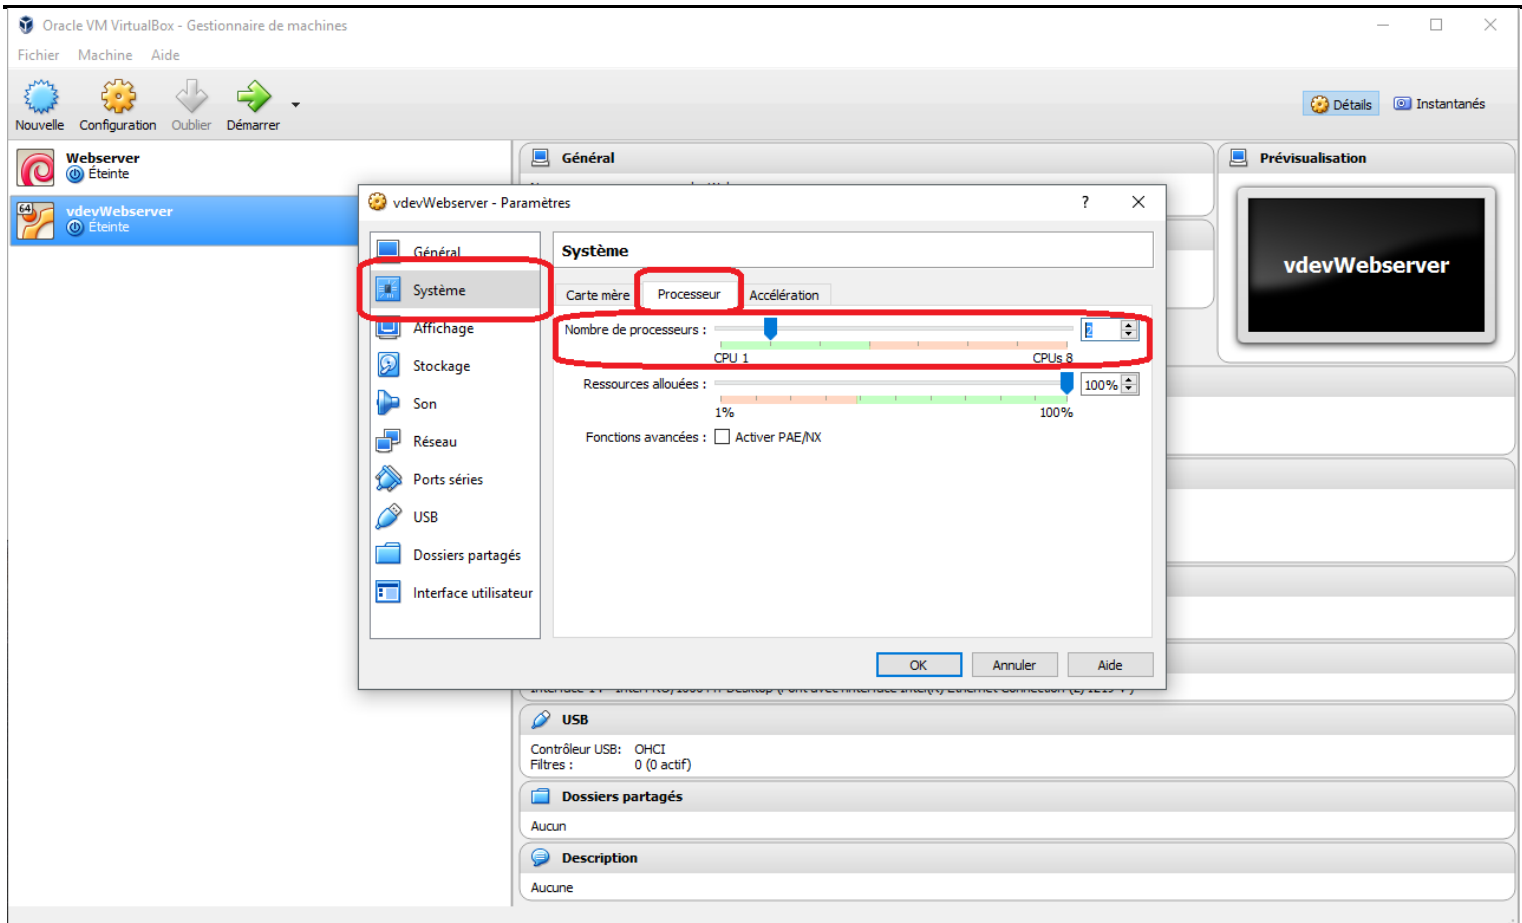 Oracle VM VirtualBox - Gestionnaire de machines
Fichier Machine Aide
Nouvelle Configuration Oublier Démarrer
Détails Instantanés
Webserver
Éteinte
64
vdevWebserver
Éteinte
Général
Prévisualisation
vdevWebserver
vdevWebserver - Paramètres
?
Général
Système
Affichage
Stockage
Son
Réseau
Ports séries
USB
Dossiers partagés
Interface utilisateur
Système
Carte mère Processeur Accélération
Nombre de processeurs : 2
CPU 1 CPUs 8
Ressources allouées : 100%
1% 100%
Fonctions avancées : Activer PAE/NX
OK Annuler Aide
USB
Contrôleur USB: OHCI
Filtres : 0 (0 actif)
Dossiers partagés
Aucun
Description
Aucune